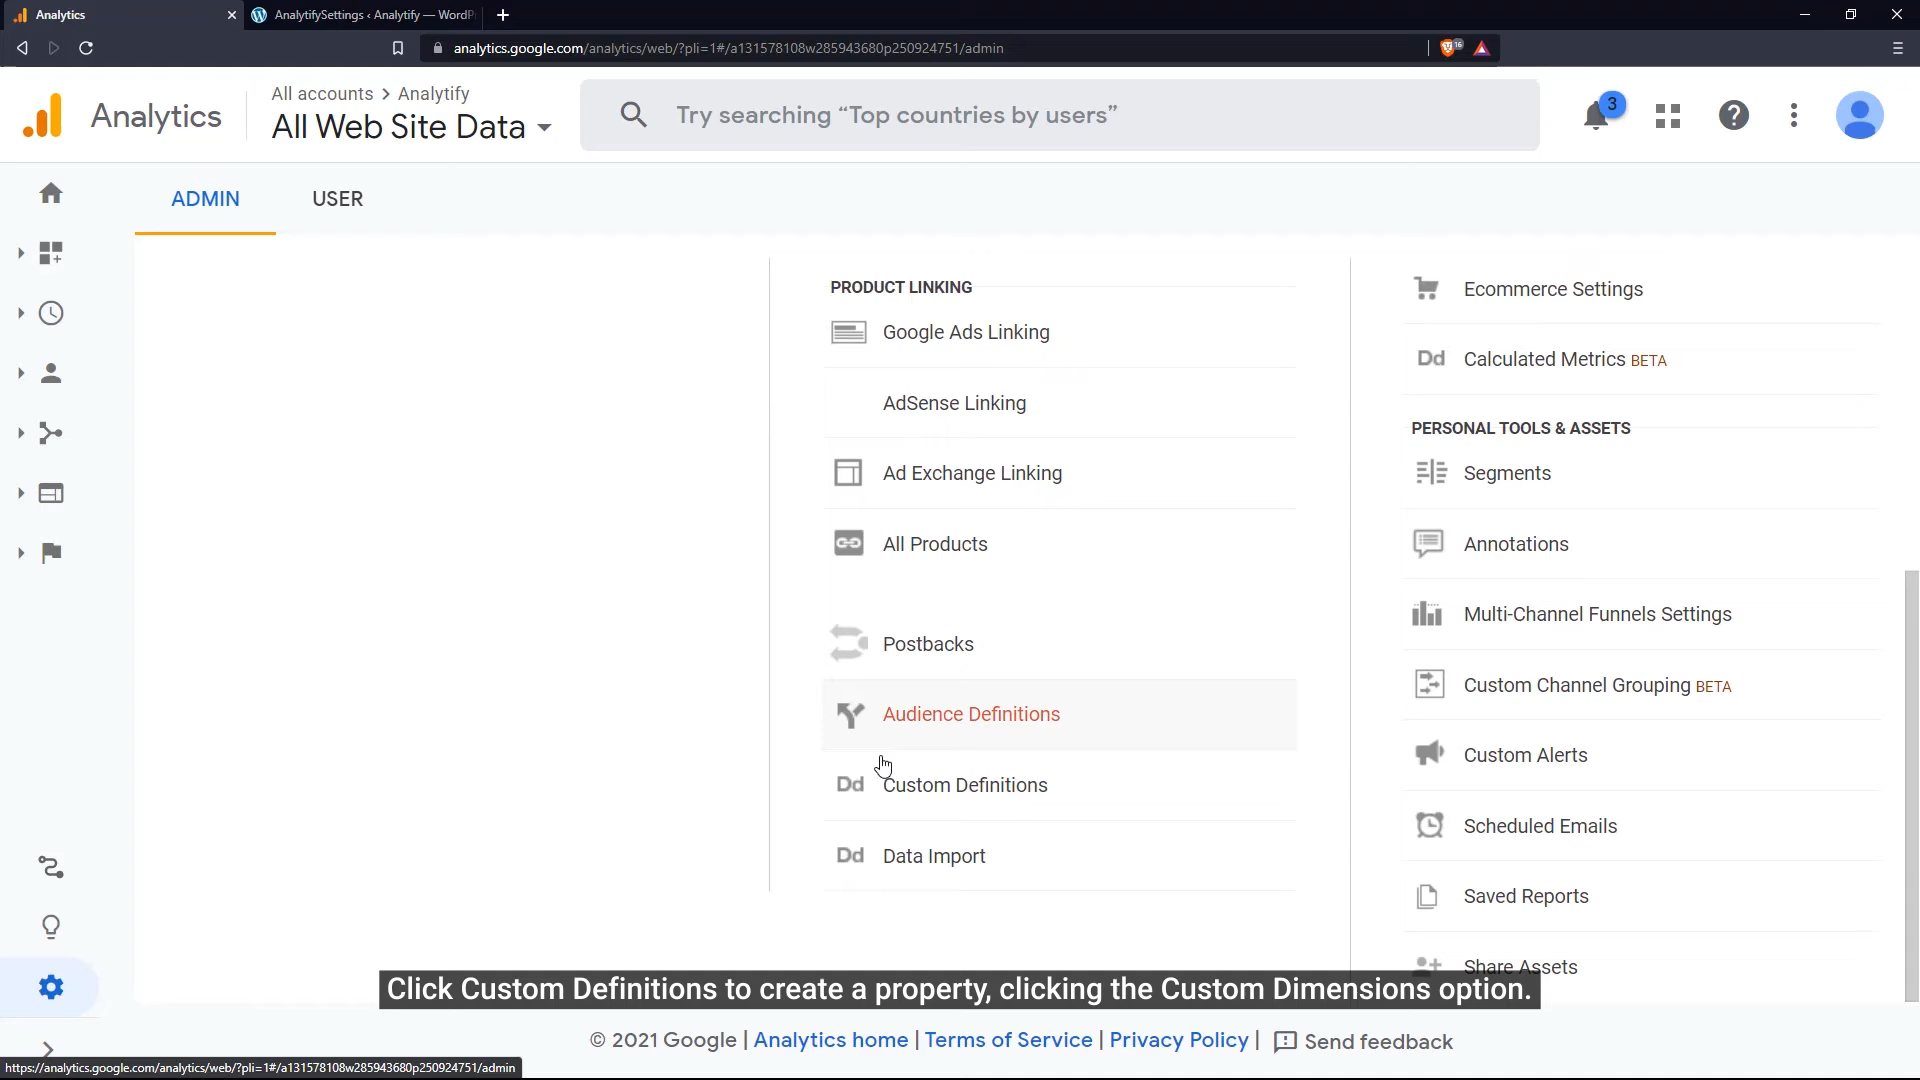 Analytics
AnalytifySettings ‹ Analytify — WordP
analytics.google.com/analytics/web/?pli=1#/a131578108w285943680p250924751/admin
16
Analytics
All accounts > Analytify
All Web Site Data
Try searching “Top countries by users”
3
ADMIN
USER
PRODUCT LINKING
Google Ads Linking
AdSense Linking
Ad Exchange Linking
All Products
Postbacks
Audience Definitions
Dd Custom Definitions
Dd Data Import
Ecommerce Settings
Dd Calculated Metrics BETA
PERSONAL TOOLS & ASSETS
Segments
Annotations
Multi-Channel Funnels Settings
Custom Channel Grouping BETA
Custom Alerts
Scheduled Emails
Saved Reports
Share Assets
Click Custom Definitions to create a property, clicking the Custom Dimensions option.
© 2021 Google | Analytics home | Terms of Service | Privacy Policy | Send feedback
https://analytics.google.com/analytics/web/?pli=1#/a131578108w285943680p250924751/admin